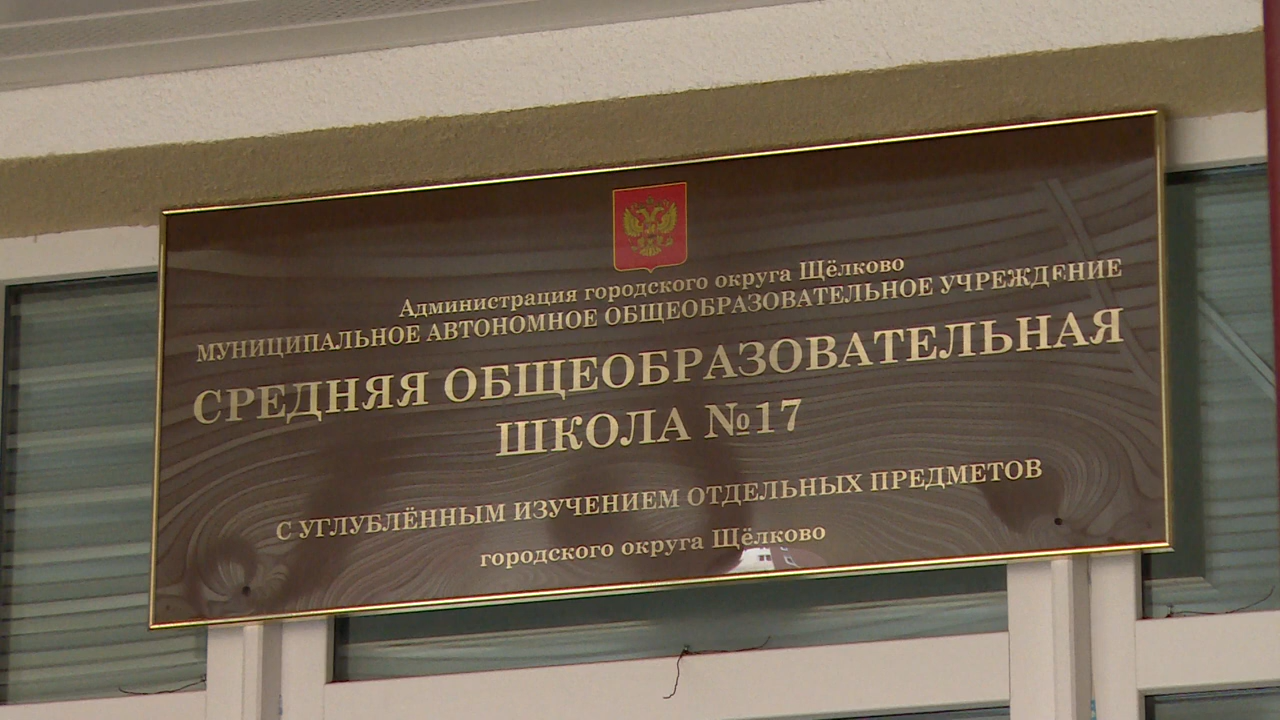 Администрация городского округа Щёлково
МУНИЦИПАЛЬНОЕ АВТОНОМНОЕ ОБЩЕОБРАЗОВАТЕЛЬНОЕ УЧРЕЖДЕНИЕ
СРЕДНЯЯ ОБЩЕОБРАЗОВАТЕЛЬНАЯ
ШКОЛА №17
С УГЛУБЛЁННЫМ ИЗУЧЕНИЕМ ОТДЕЛЬНЫХ ПРЕДМЕТОВ
городского округа Щёлково